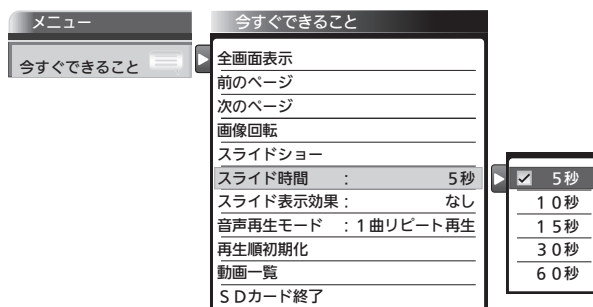 メニュー
今すぐできること
今すぐできること
全画面表示
前のページ
次のページ
画像回転
スライドショー
スライド時間 : 5秒
スライド表示効果: なし
音声再生モード :1曲リピート再生
再生順初期化
動画一覧
SDカード終了
5秒
10秒
15秒
30秒
60秒